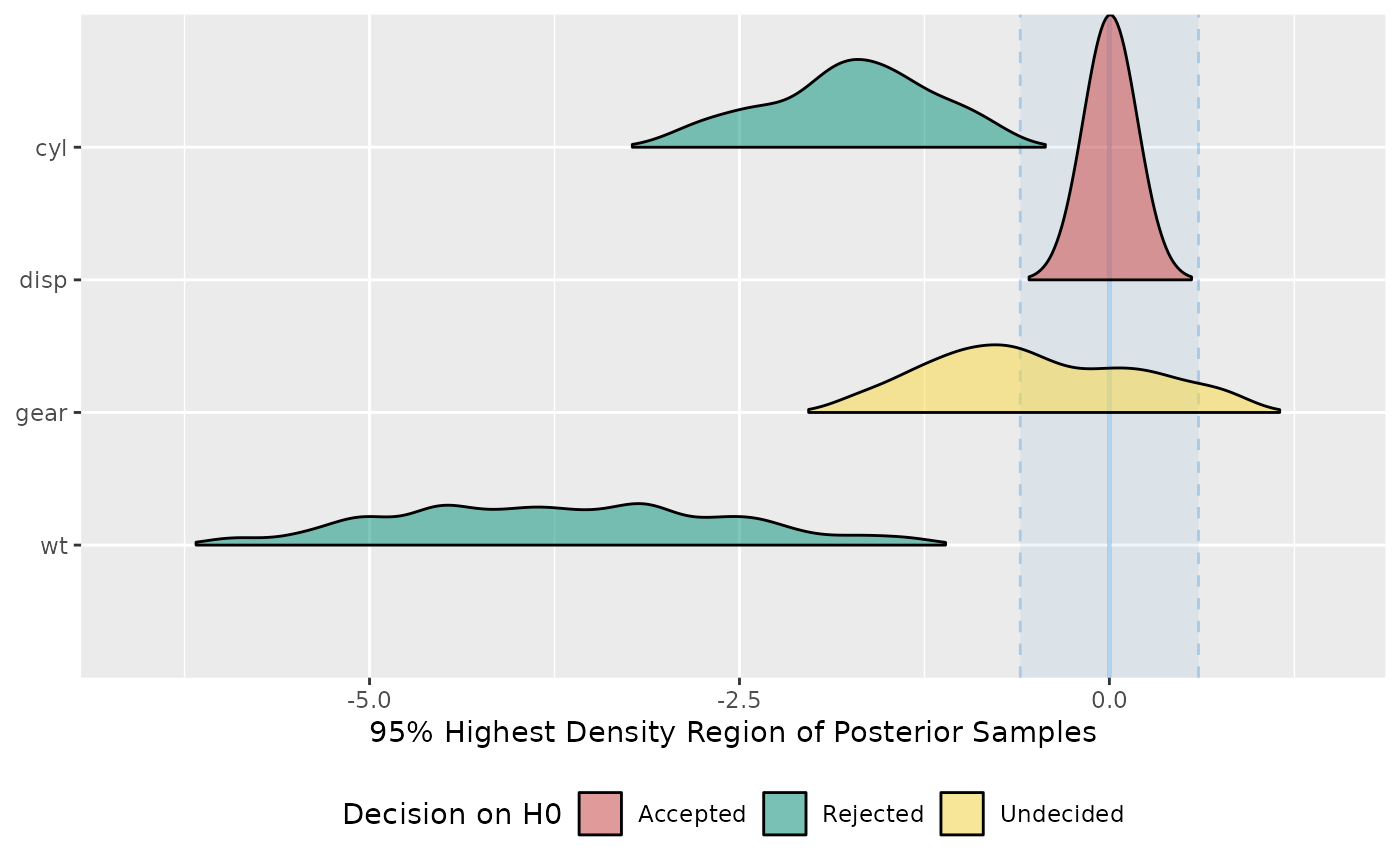 cyl
disp
gear
wt
-5.0 -2.5 0.0
95% Highest Density Region of Posterior Samples
Decision on H0 Accepted Rejected Undecided